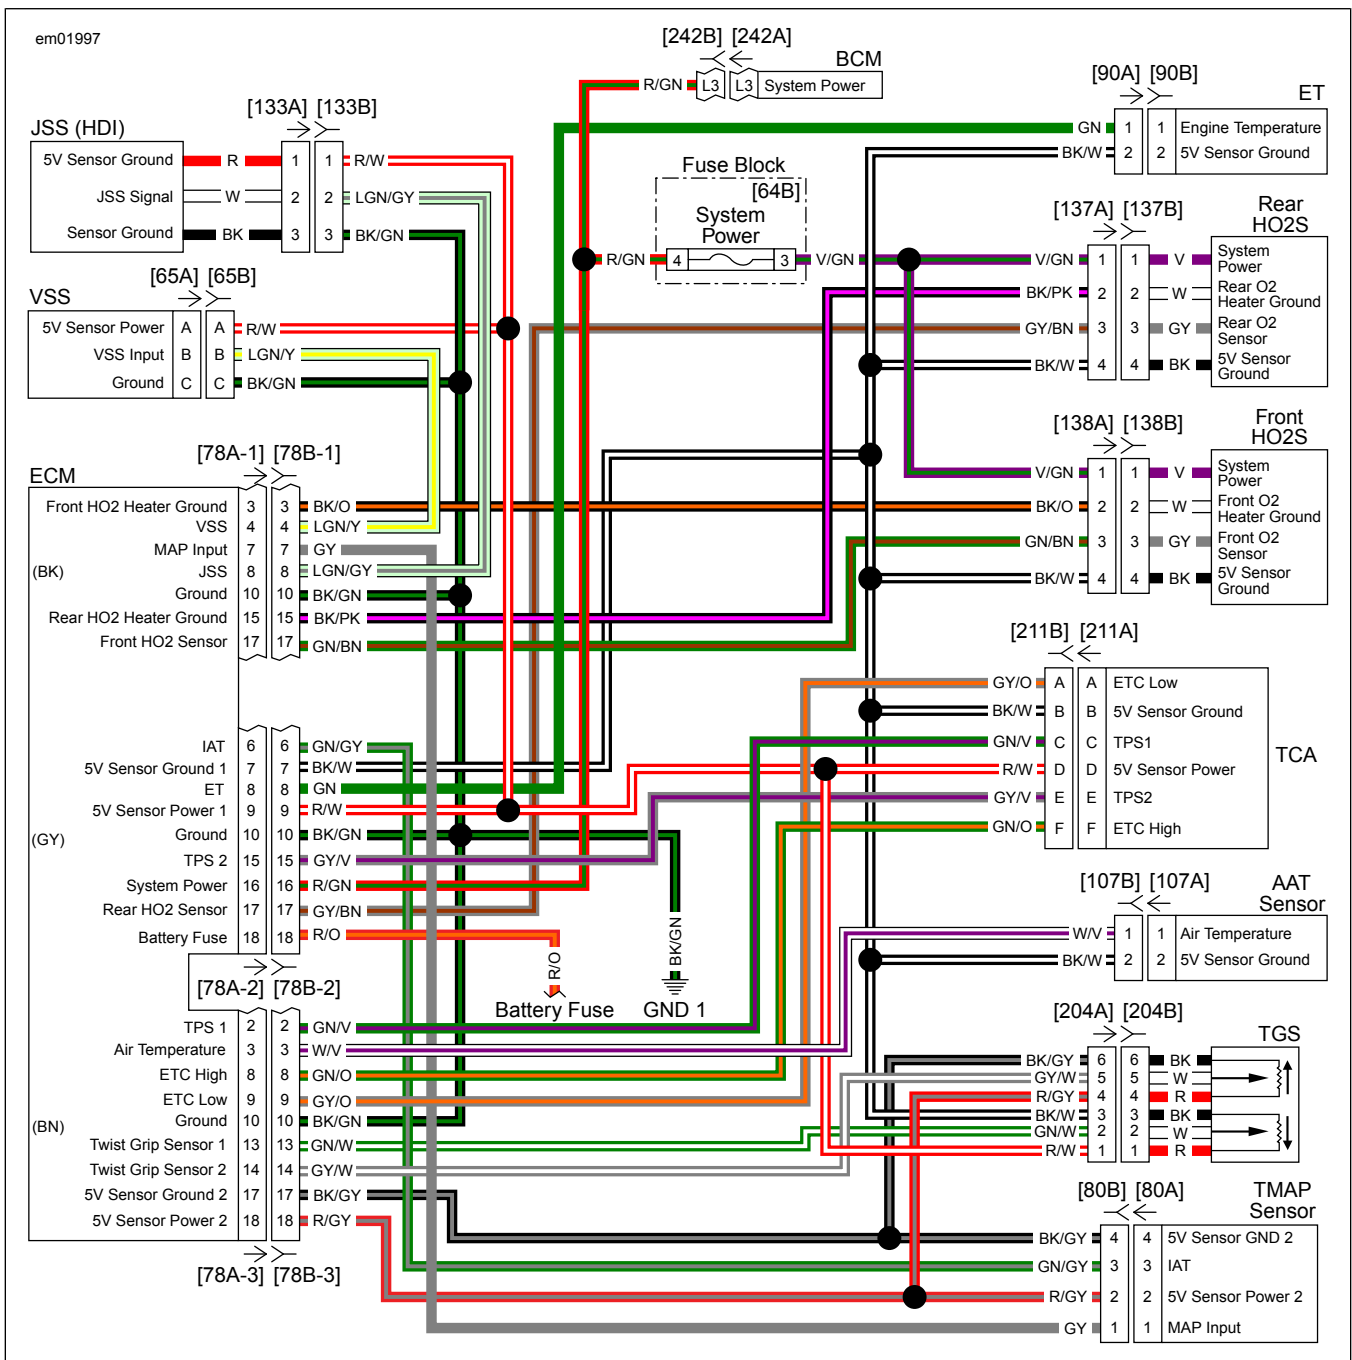 em01997
[242B] [242A]
BCM
R/GN L3 L3 System Power
[90A] [90B]
ET
GN 1 1 Engine Temperature
BK/W 2 2 5V Sensor Ground
[133A] [133B]
JSS (HDI)
5V Sensor Ground R 1 1 R/W
JSS Signal W 2 2 LGN/GY
Sensor Ground BK 3 3 BK/GN
Fuse Block
[64B]
System
Power
R/GN 4 3 V/GN
[137A] [137B]
Rear
HO2S
V/GN 1 1 V System
Power
BK/PK 2 2 W Rear O2
Heater Ground
GY/BN 3 3 GY Rear O2
Sensor
BK/W 4 4 BK 5V Sensor
Ground
[65A] [65B]
VSS
5V Sensor Power A A R/W
VSS Input B B LGN/Y
Ground C C BK/GN
[138A] [138B]
Front
HO2S
V/GN 1 1 V System
Power
BK/O 2 2 W Front O2
Heater Ground
GN/BN 3 3 GY Front O2
Sensor
BK/W 4 4 BK 5V Sensor
Ground
[78A-1] [78B-1]
ECM
Front HO2 Heater Ground 3 3 BK/O
VSS 4 4 LGN/Y
MAP Input 7 7 GY
(BK)
JSS 8 8 LGN/GY
Ground 10 10 BK/GN
Rear HO2 Heater Ground 15 15 BK/PK
Front HO2 Sensor 17 17 GN/BN
[211B] [211A]
TCA
GY/O A A ETC Low
BK/W B B 5V Sensor Ground
GN/V C C TPS1
R/W D D 5V Sensor Power
GY/V E E TPS2
GN/O F F ETC High
IAT 6 6 GN/GY
5V Sensor Ground 1 7 7 BK/W
ET 8 8 GN
5V Sensor Power 1 9 9 R/W
(GY)
Ground 10 10 BK/GN
TPS 2 15 15 GY/V
System Power 16 16 R/GN
Rear HO2 Sensor 17 17 GY/BN
Battery Fuse 18 18 R/O
R/O
Battery Fuse
BK/GN
GND 1
[78A-2] [78B-2]
[107B] [107A]
AAT
Sensor
W/V 1 1 Air Temperature
BK/W 2 2 5V Sensor Ground
TPS 1 2 2 GN/V
Air Temperature 3 3 W/V
ETC High 8 8 GN/O
ETC Low 9 9 GY/O
Ground 10 10 BK/GN
(BN)
Twist Grip Sensor 1 13 13 GN/W
Twist Grip Sensor 2 14 14 GY/W
5V Sensor Ground 2 17 17 BK/GY
5V Sensor Power 2 18 18 R/GY
[78A-3] [78B-3]
[204A] [204B]
TGS
BK/GY 6 6 BK
GY/W 5 5 W
R/GY 4 4 R
BK/W 3 3 BK
GN/W 2 2 W
R/W 1 1 R
[80B] [80A]
TMAP
Sensor
BK/GY 4 4 5V Sensor GND 2
GN/GY 3 3 IAT
R/GY 2 2 5V Sensor Power 2
GY 1 1 MAP Input